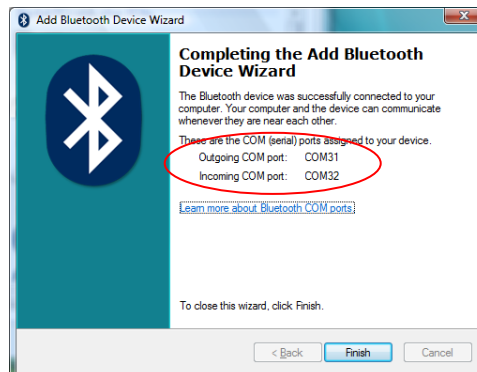 Add Bluetooth Device Wizard
Completing the Add Bluetooth
Device Wizard
The Bluetooth device was successfully connected to your
computer. Your computer and the device can communicate
whenever they are near each other.
These are the COM (serial) ports assigned to your device.
Outgoing COM port: COM31
Incoming COM port: COM32
Learn more about Bluetooth COM ports
To close this wizard, click Finish.
< Back Finish Cancel